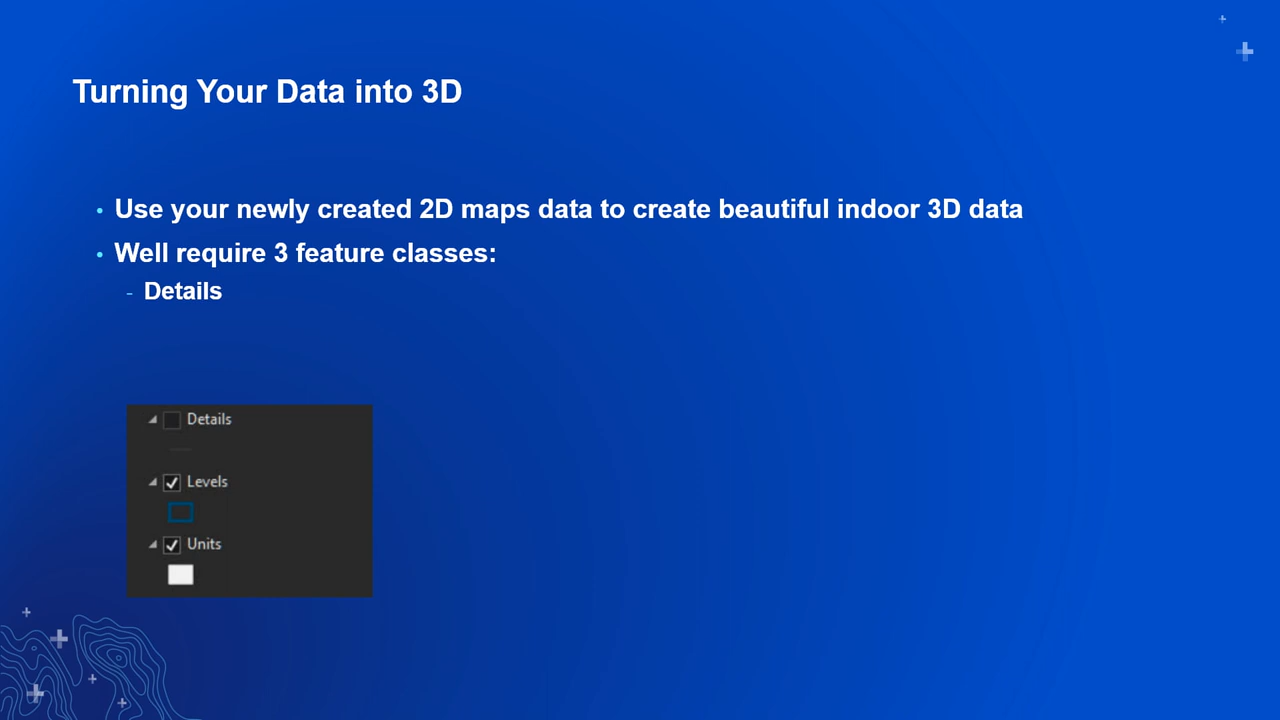 Turning Your Data into 3D
• Use your newly created 2D maps data to create beautiful indoor 3D data
• Well require 3 feature classes:
- Details
Details
Levels
Units